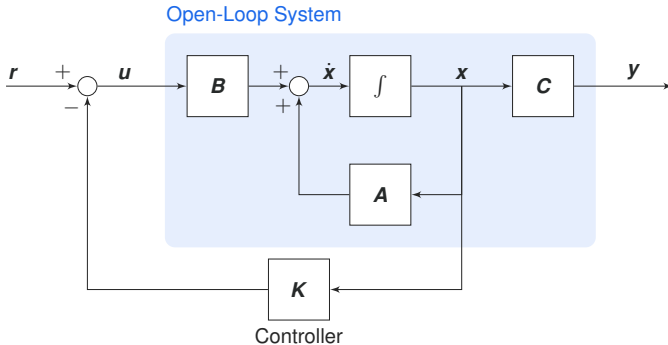 Open-Loop System
r
+
−
u
B
+
+
ẋ
∫
x
C
y
A
K
Controller